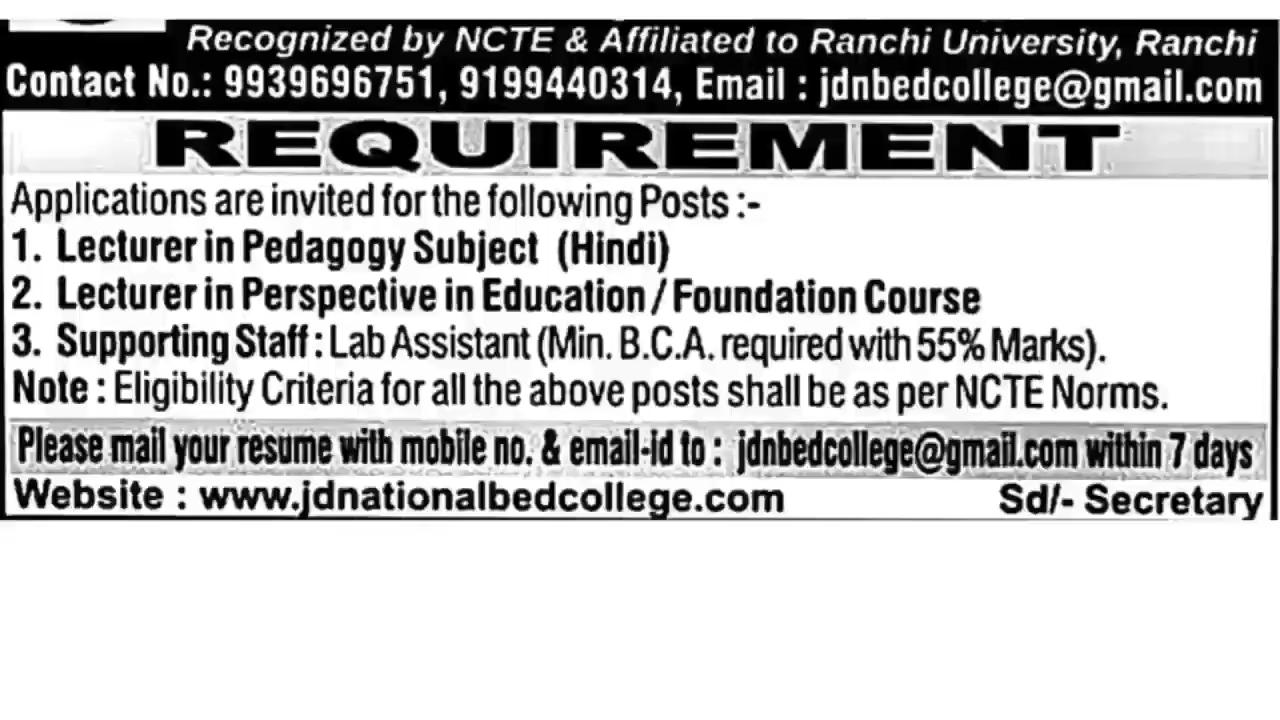 Recognized by NCTE & Affiliated to Ranchi University, Ranchi
Contact No.: 9939696751, 9199440314, Email : jdnbedcollege@gmail.com
REQUIREMENT
Applications are invited for the following Posts :-
1. Lecturer in Pedagogy Subject (Hindi)
2. Lecturer in Perspective in Education / Foundation Course
3. Supporting Staff : Lab Assistant (Min. B.C.A. required with 55% Marks).
Note : Eligibility Criteria for all the above posts shall be as per NCTE Norms.
Please mail your resume with mobile no. & email-id to : jdnbedcollege@gmail.com within 7 days
Website : www.jdnationalbedcollege.com Sd/- Secretary